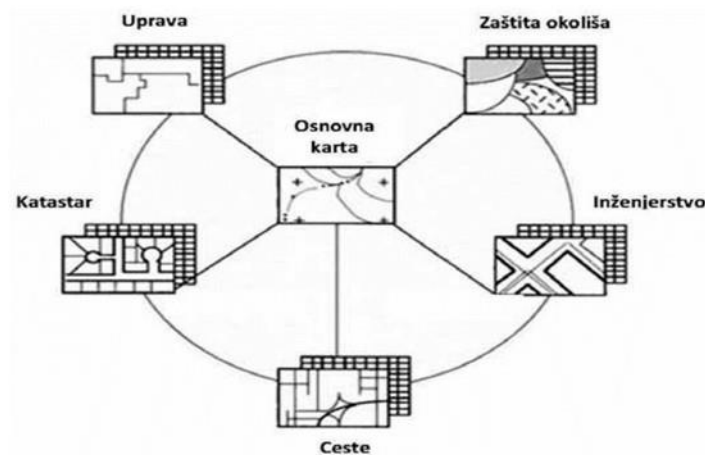 Uprava
Zaštita okoliša
Osnovna
karta
Katastar
Inženjerstvo
Ceste